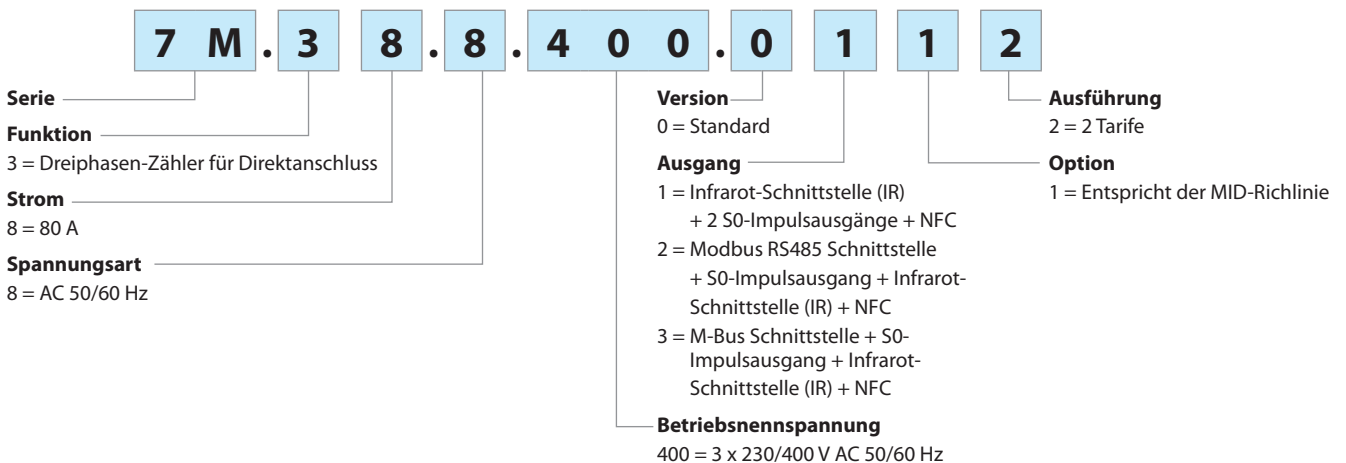 7 M . 3 8 . 8 . 4 0 0 . 0 1 1 2
Serie
Funktion
3 = Dreiphasen-Zähler für Direktanschluss
Strom
8 = 80 A
Spannungsart
8 = AC 50/60 Hz
Version
0 = Standard
Ausgang
1 = Infrarot-Schnittstelle (IR)
+ 2 S0-Impulsausgänge + NFC
2 = Modbus RS485 Schnittstelle
+ S0-Impulsausgang + Infrarot-
Schnittstelle (IR) + NFC
3 = M-Bus Schnittstelle + S0-
Impulsausgang + Infrarot-
Schnittstelle (IR) + NFC
Betriebsnennspannung
400 = 3 x 230/400 V AC 50/60 Hz
Ausführung
2 = 2 Tarife
Option
1 = Entspricht der MID-Richlinie